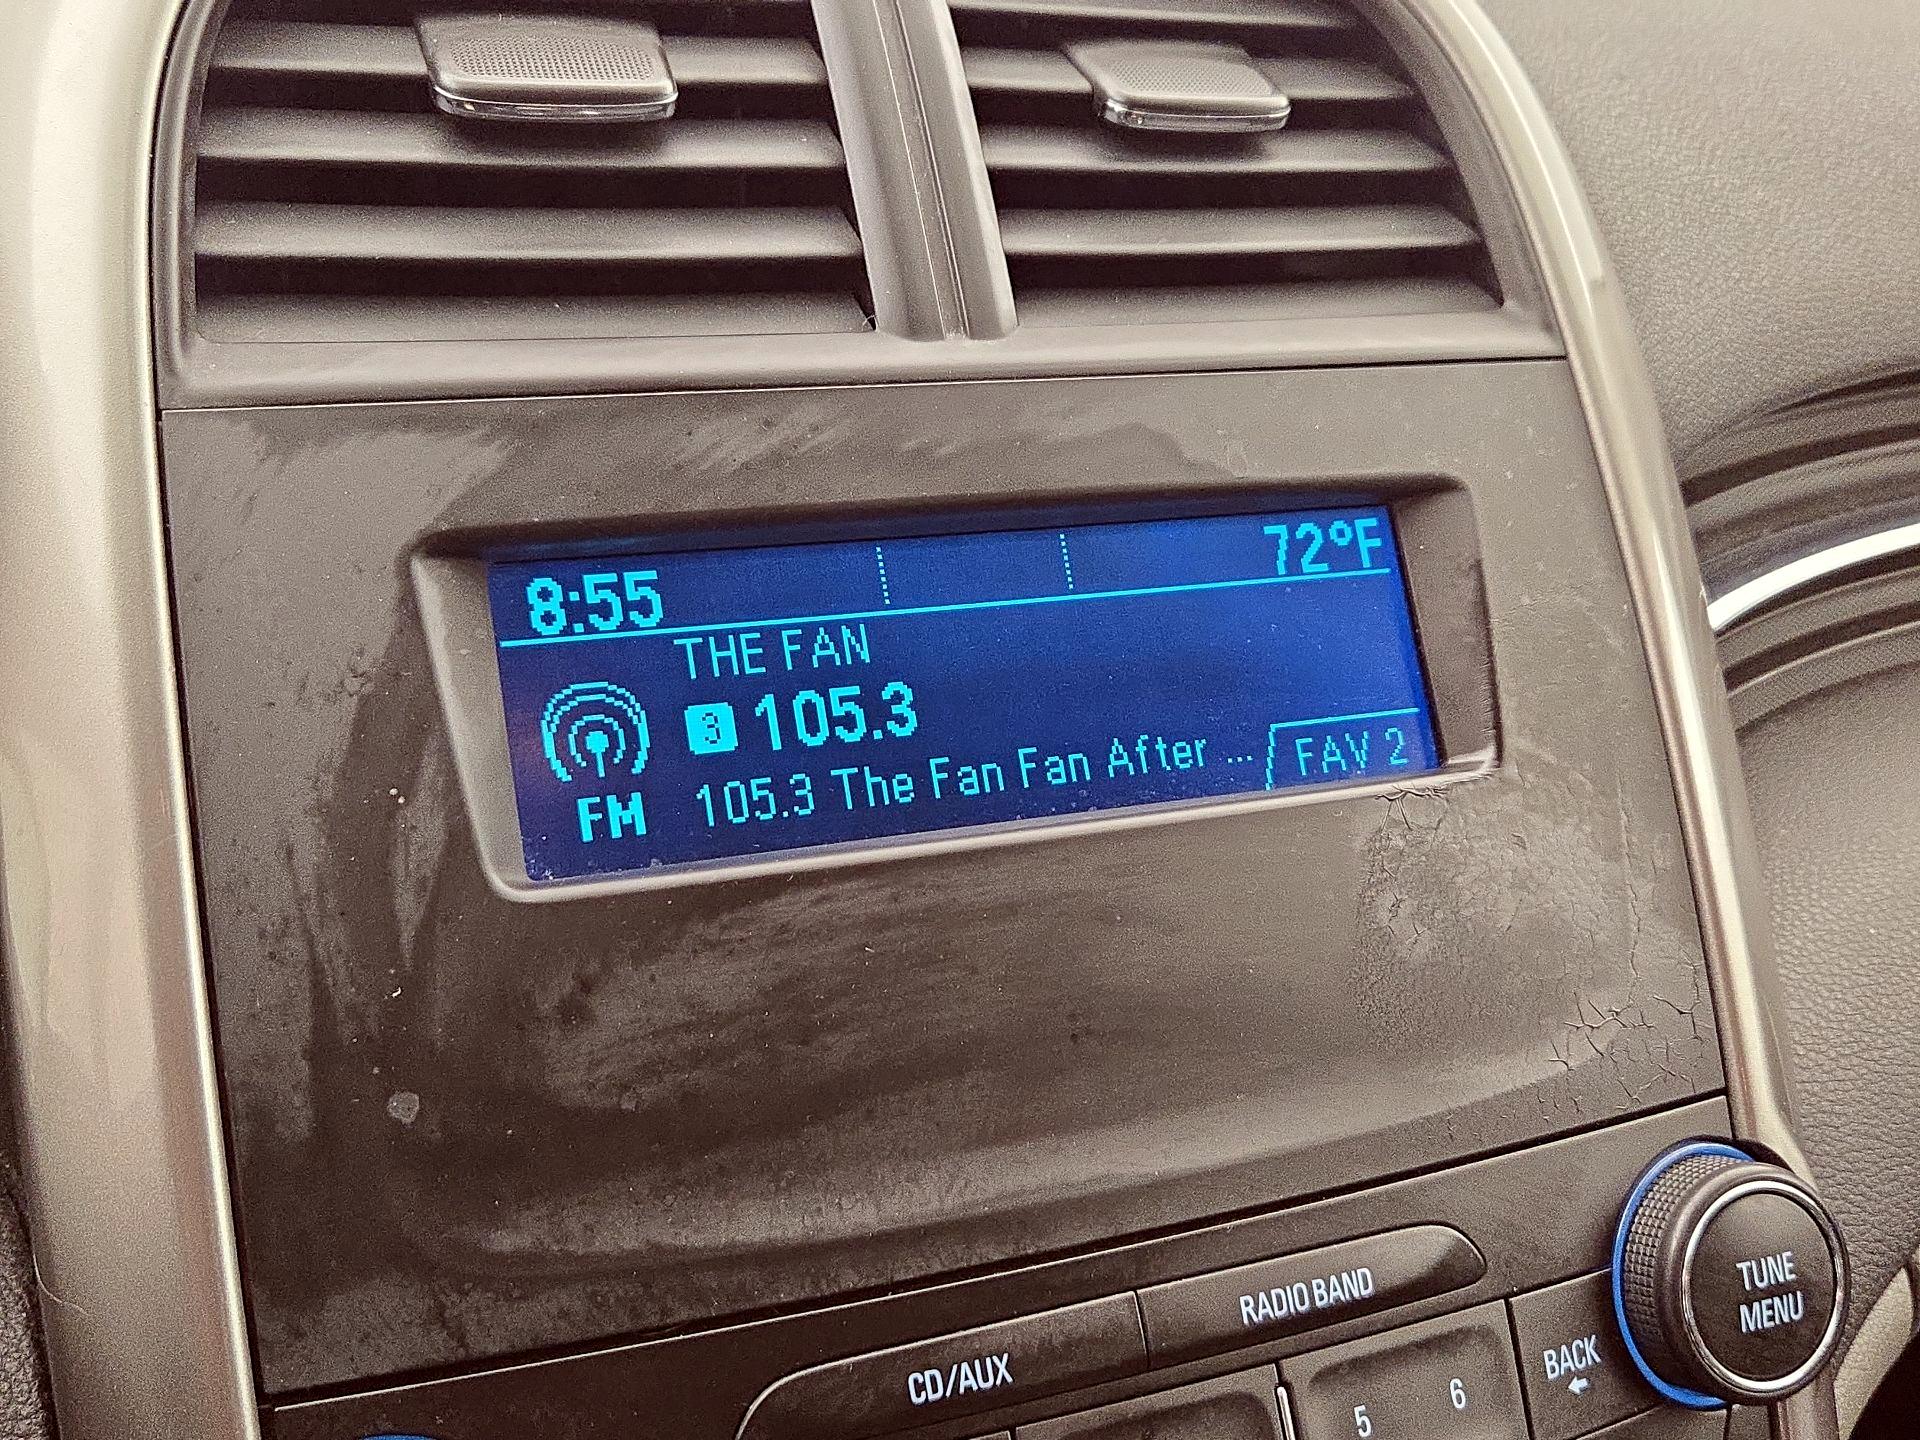 8:55 72°F
THE FAN
3 105.3
105.3 The Fan Fan After ...
FAV 2
FM
RADIO BAND
CD/AUX
TUNE
MENU
BACK
5 6